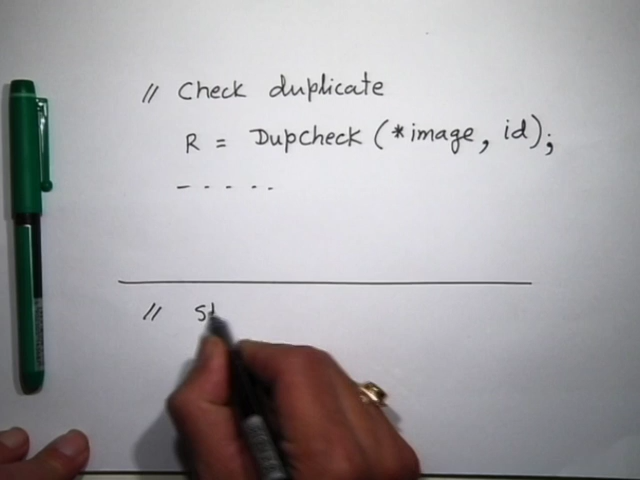 // Check duplicate
R = Dupcheck (*image, id);
- - - - -
//